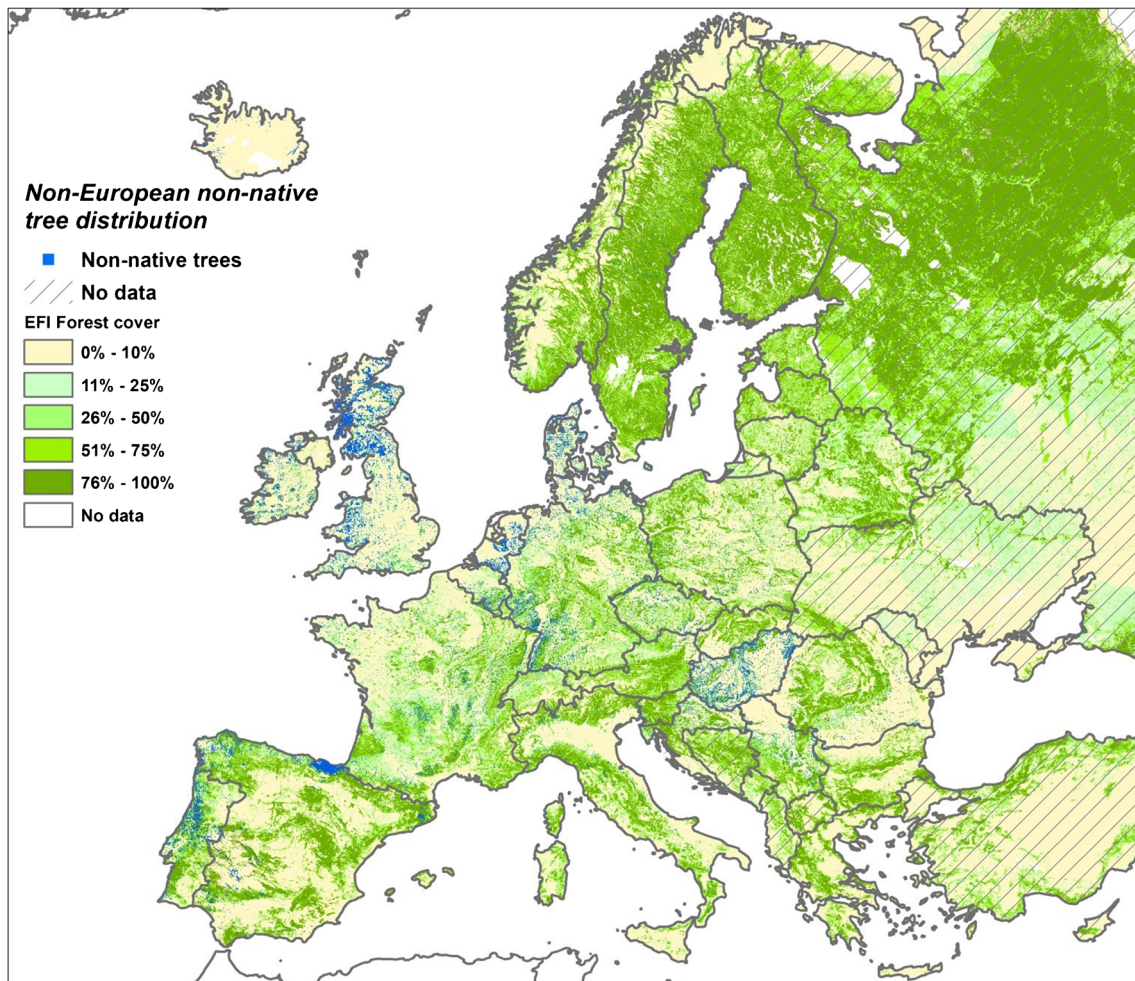 Non-European non-native
tree distribution
Non-native trees
No data
EFI Forest cover
0% - 10%
11% - 25%
26% - 50%
51% - 75%
76% - 100%
No data